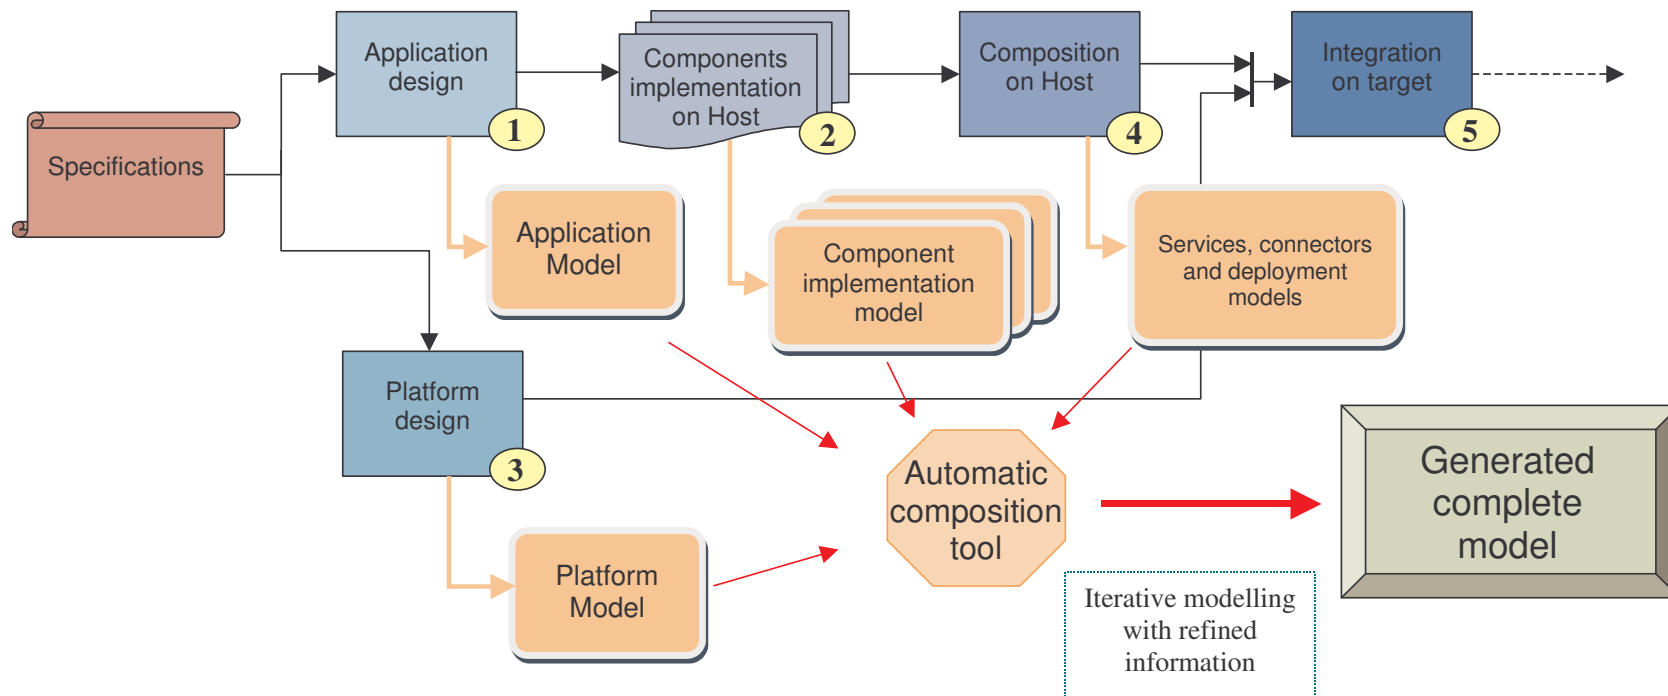 Specifications
Application
design
1
Components
implementation
on Host
2
Composition
on Host
4
Integration
on target
5
Application
Model
Component
implementation
model
Services, connectors
and deployment
models
Platform
design
3
Platform
Model
Automatic
composition
tool
Generated
complete
model
Iterative modelling
with refined
information